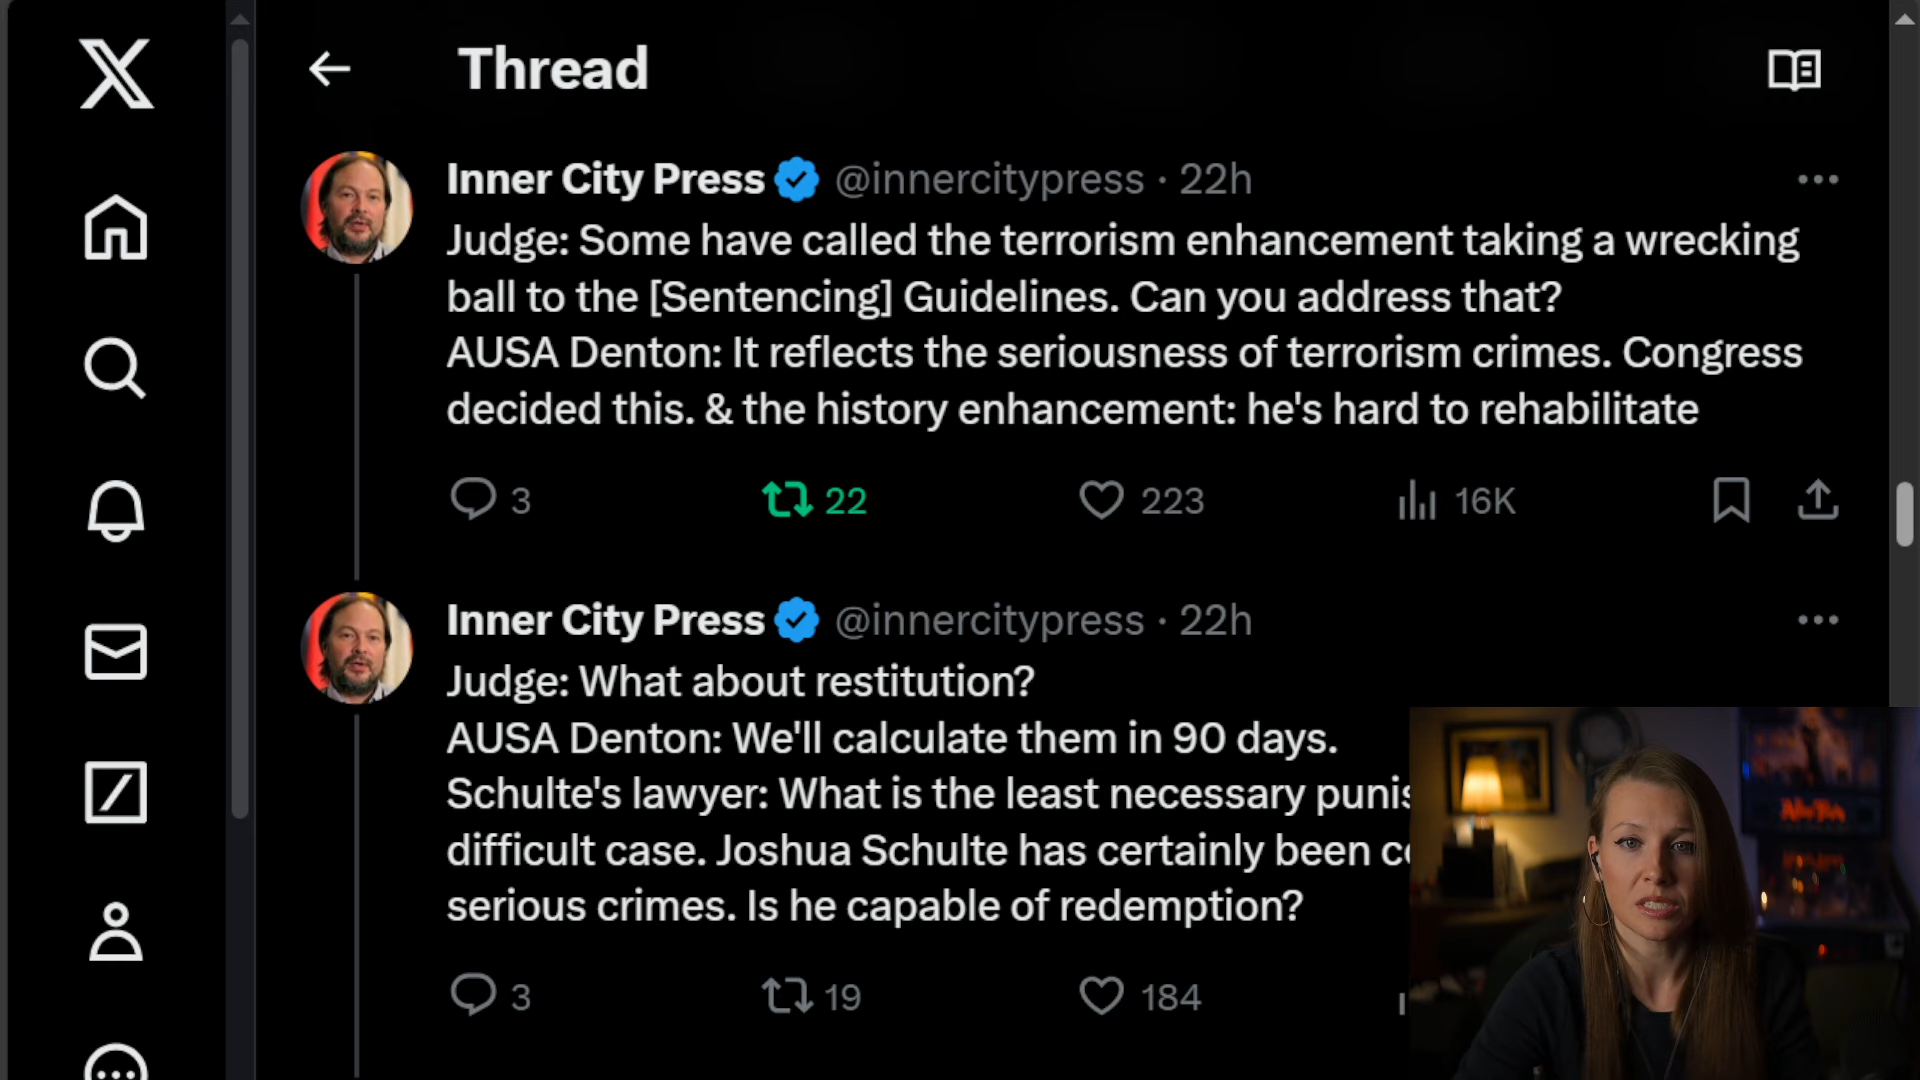 Thread
Inner City Press @innercitypress · 22h
Judge: Some have called the terrorism enhancement taking a wrecking
ball to the [Sentencing] Guidelines. Can you address that?
AUSA Denton: It reflects the seriousness of terrorism crimes. Congress
decided this. & the history enhancement: he's hard to rehabilitate
3 22 223 16K
Inner City Press @innercitypress · 22h
Judge: What about restitution?
AUSA Denton: We'll calculate them in 90 days.
Schulte's lawyer: What is the least necessary
difficult case. Joshua Schulte has certainly been
serious crimes. Is he capable of redemption?
3 19 184